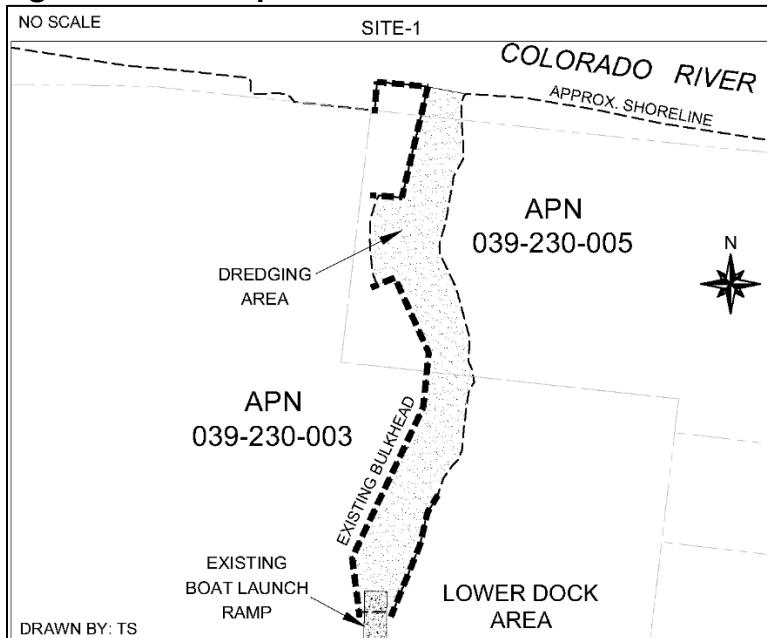 NO SCALE
SITE-1
COLORADO RIVER
APPROX. SHORELINE
APN
039-230-005
N
DREDGING
AREA
APN
039-230-003
EXISTING BULKHEAD
EXISTING
BOAT LAUNCH
RAMP
LOWER DOCK
AREA
DRAWN BY: TS